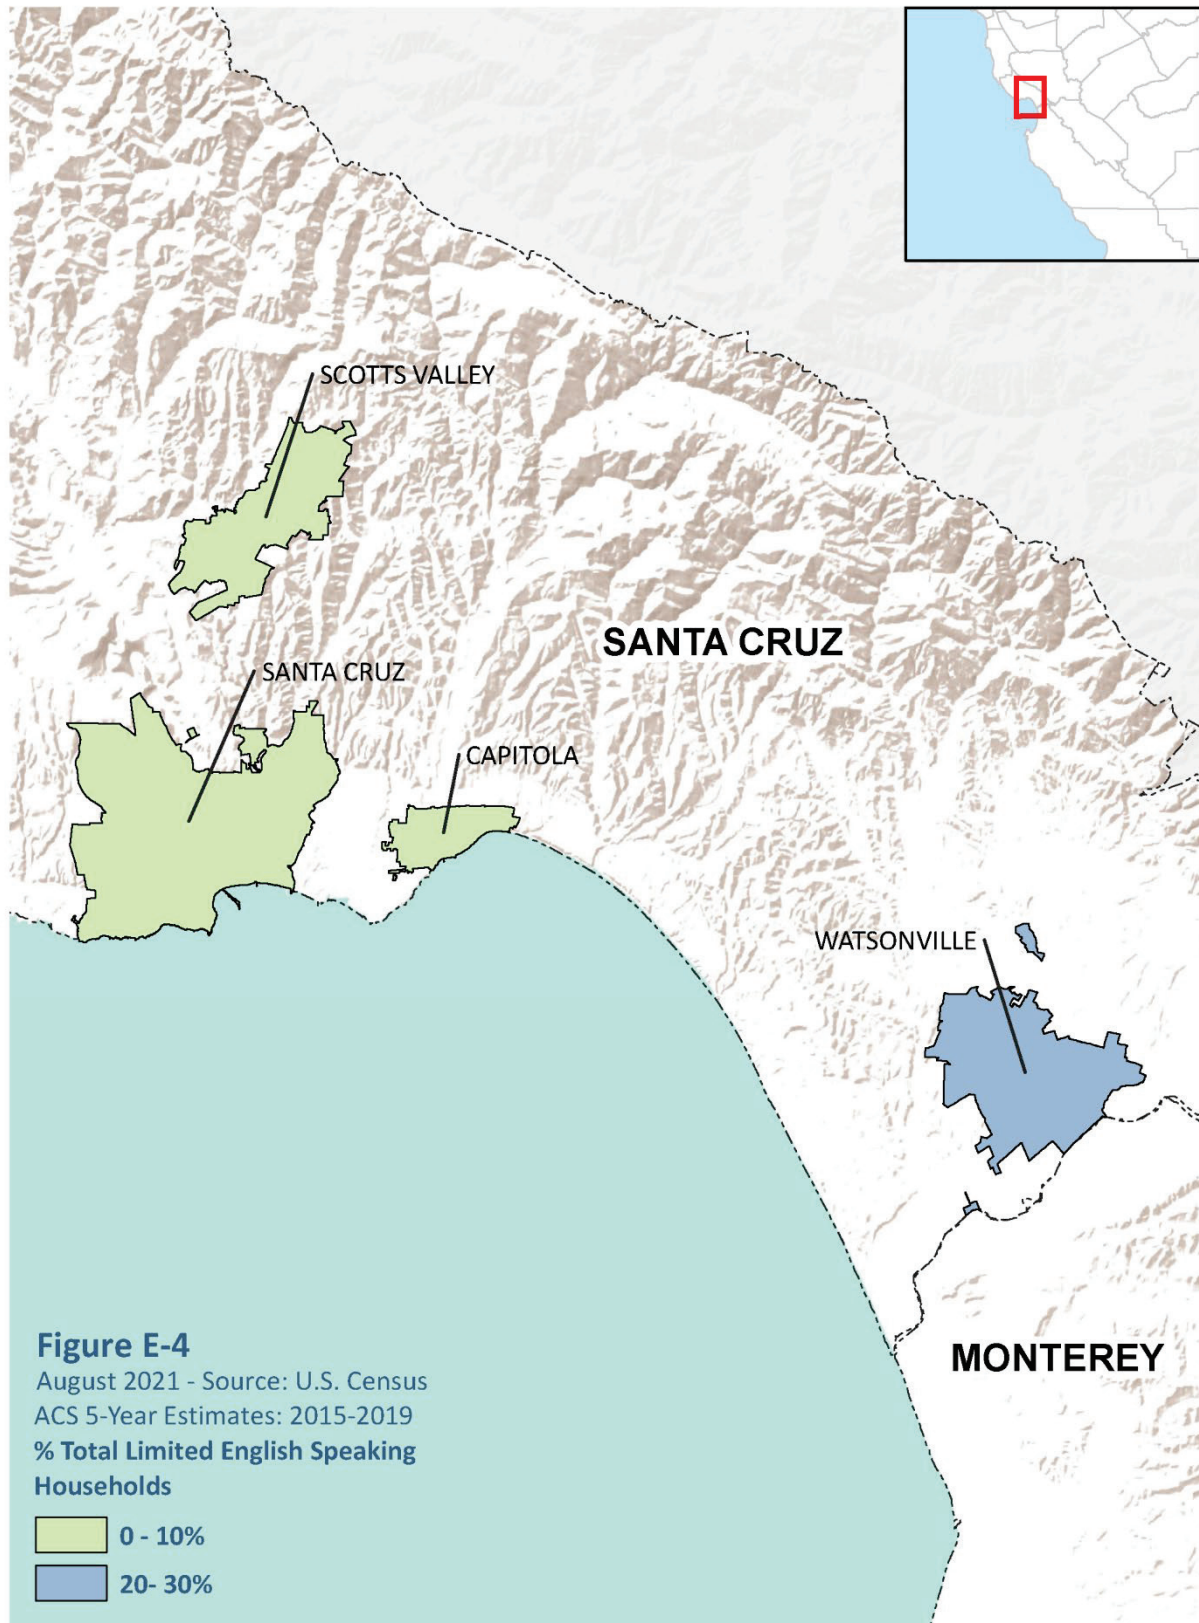 SCOTTS VALLEY
SANTA CRUZ
SANTA CRUZ
CAPITOLA
WATSONVILLE
MONTEREY
Figure E-4
August 2021 - Source: U.S. Census
ACS 5-Year Estimates: 2015-2019
% Total Limited English Speaking
Households
0 - 10%
20- 30%